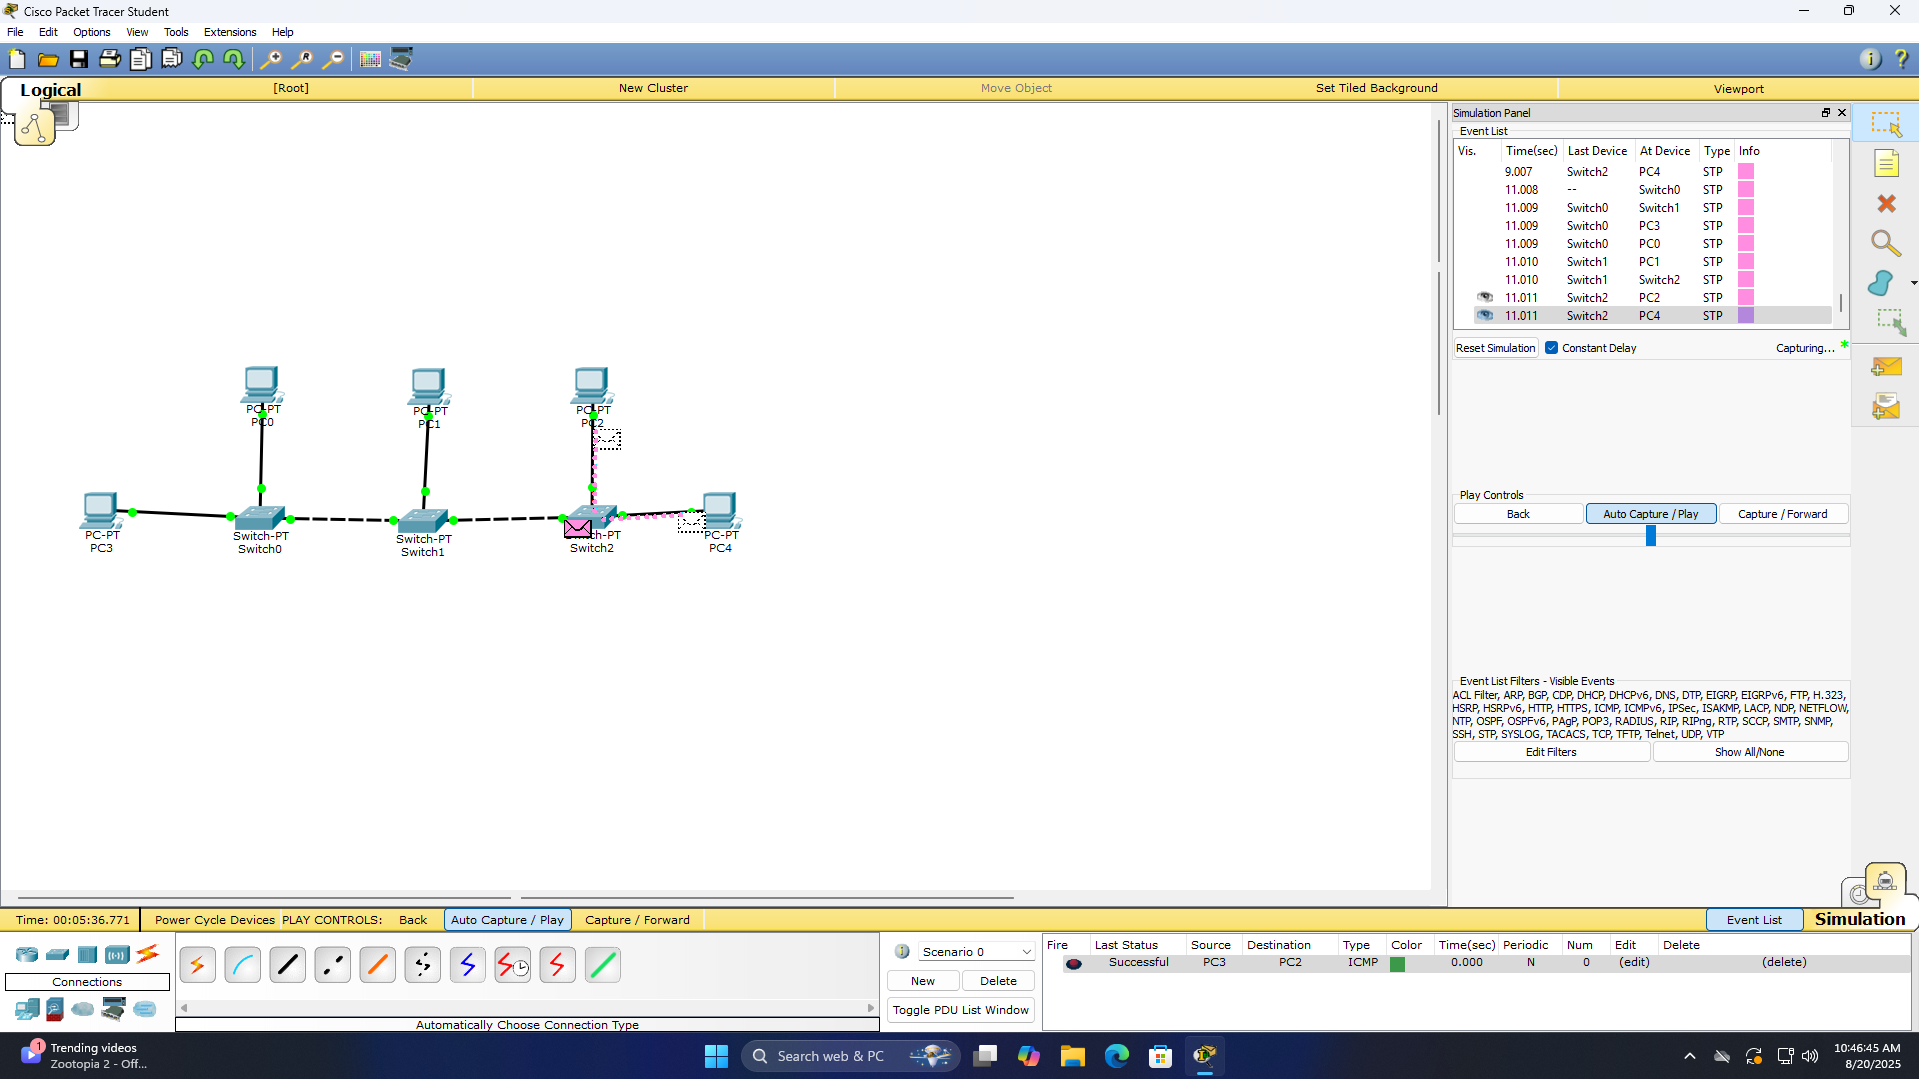 Cisco Packet Tracer Student
File Edit Options View Tools Extensions Help
Logical [Root] New Cluster Move Object Set Tiled Background Viewport
Simulation Panel
Event List
Vis. Time(sec) Last Device At Device Type Info
9.007 Switch2 PC4 STP
11.008 -- Switch0 STP
11.009 Switch0 Switch1 STP
11.009 Switch0 PC3 STP
11.009 Switch0 PC0 STP
11.010 Switch1 PC1 STP
11.010 Switch1 Switch2 STP
11.011 Switch2 PC2 STP
11.011 Switch2 PC4 STP
Reset Simulation Constant Delay Capturing... *
PC-PT
PC0
PC-PT
PC1
PC-PT
PC2
PC-PT
PC3
Switch-PT
Switch0
Switch-PT
Switch1
Switch-PT
Switch2
PC-PT
PC4
Play Controls
Back Auto Capture / Play Capture / Forward
Event List Filters - Visible Events
ACL Filter, ARP, BGP, CDP, DHCP, DHCPv6, DNS, DTP, EIGRP, EIGRPv6, FTP, H.323,
HSRP, HSRPv6, HTTP, HTTPS, ICMP, ICMPv6, IPSec, ISAKMP, LACP, NDP, NETFLOW,
NTP, OSPF, OSPFv6, PAgP, POP3, RADIUS, RIP, RIPng, RTP, SCCP, SMTP, SNMP,
SSH, STP, SYSLOG, TACACS, TCP, TFTP, Telnet, UDP, VTP
Edit Filters Show All/None
Time: 00:05:36.771 Power Cycle Devices PLAY CONTROLS: Back Auto Capture / Play Capture / Forward Event List Simulation
Connections
Automatically Choose Connection Type
Scenario 0
New Delete
Toggle PDU List Window
Fire Last Status Source Destination Type Color Time(sec) Periodic Num Edit Delete
Successful PC3 PC2 ICMP 0.000 N 0 (edit) (delete)
1
Trending videos
Zootopia 2 - Off...
Search web & PC
10:46:45 AM
8/20/2025